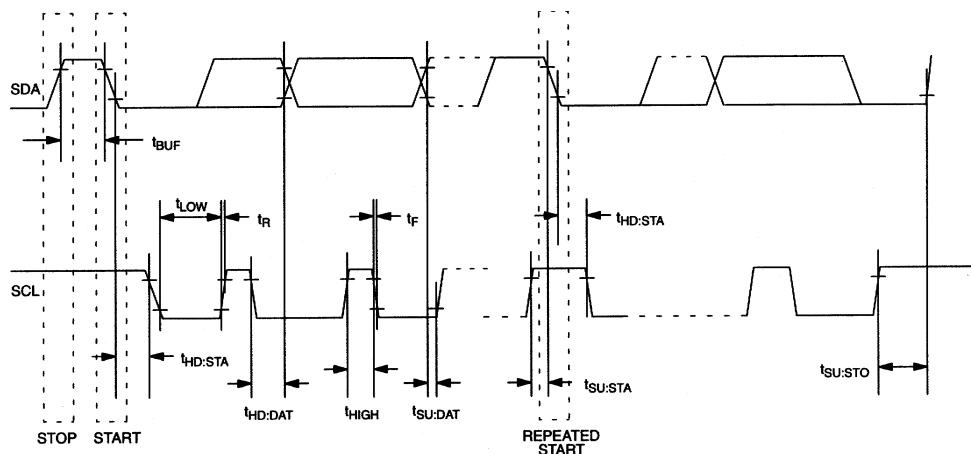 SDA
tBUF
tLOW
tR
tF
tHD:STA
SCL
tHD:STA
tHD:DAT
tHIGH
tSU:DAT
tSU:STA
tSU:STO
STOP
START
REPEATED
START